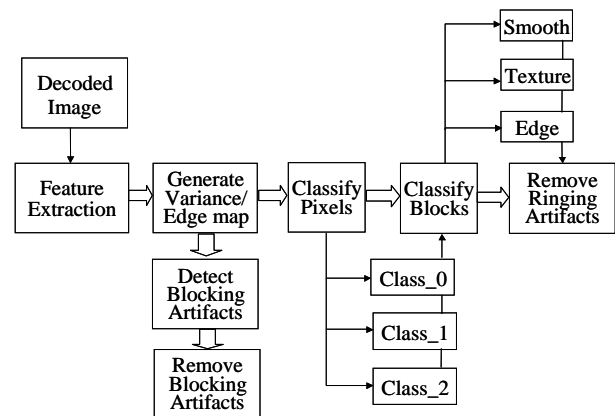 Decoded
Image
Feature
Extraction
Generate
Variance/
Edge map
Classify
Pixels
Classify
Blocks
Smooth
Texture
Edge
Remove
Ringing
Artifacts
Detect
Blocking
Artifacts
Remove
Blocking
Artifacts
Class_0
Class_1
Class_2